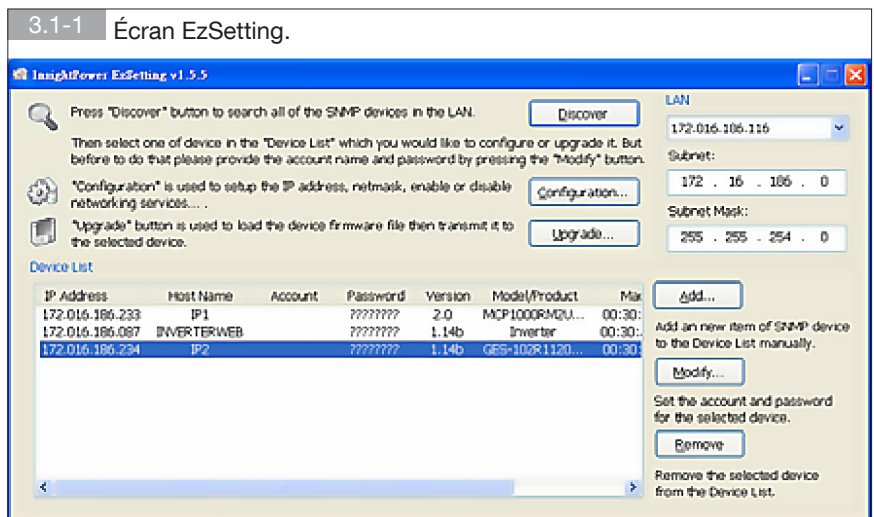 3.1-1 Écran EzSetting.
InsightPower EzSetting v1.5.5
Press "Discover" button to search all of the SNMP devices in the LAN.
Discover
Then select one of device in the "Device List" which you would like to configure or upgrade it. But
before to do that please provide the account name and password by pressing the "Modify" button.
"Configuration" is used to setup the IP address, netmask, enable or disable
networking services... .
Configuration...
"Upgrade" button is used to load the device firmware file then transmit it to
the selected device.
Upgrade...
LAN
172.016.186.116
Subnet:
172 . 16 . 186 . 0
Subnet Mask:
255 . 255 . 254 . 0
Device List
IP Address Host Name Account Password Version Model/Product Mac
172.016.186.233 IP1 ???????? 2.0 MCP1000RM2U... 00:30:
172.016.186.087 INVERTERWEB ???????? 1.14b Inverter 00:30:
172.016.186.234 IP2 ???????? 1.14b GES-102R1120... 00:30:
Add...
Add an new item of SNMP device
to the Device List manually.
Modify...
Set the account and password
for the selected device.
Remove
Remove the selected device
from the Device List.